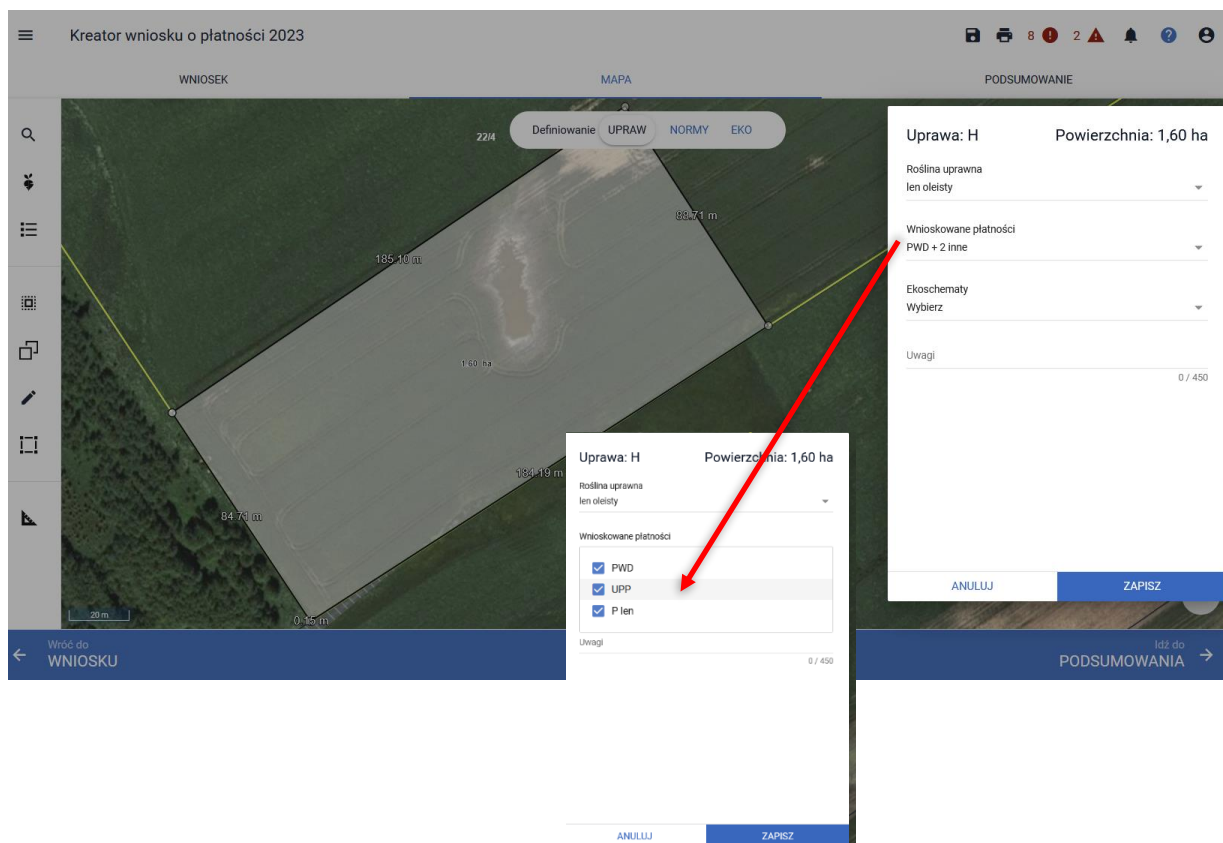 Kreator wniosku o płatności 2023
8
2
WNIOSEK
MAPA
PODSUMOWANIE
Definiowanie UPRAW NORMY EKO
22/4
83.71 m
185.10 m
1.60 ha
184.19 m
84.71 m
0.15 m
20 m
Uprawa: H Powierzchnia: 1,60 ha
Roślina uprawna
len oleisty
Wnioskowane płatności
PWD + 2 inne
Ekoschematy
Wybierz
Uwagi
0 / 450
ANULUJ ZAPISZ
Uprawa: H Powierzchnia: 1,60 ha
Roślina uprawna
len oleisty
Wnioskowane płatności
PWD
UPP
P len
Uwagi
0 / 450
ANULUJ ZAPISZ
Wróć do
WNIOSKU
Idź do
PODSUMOWANIA